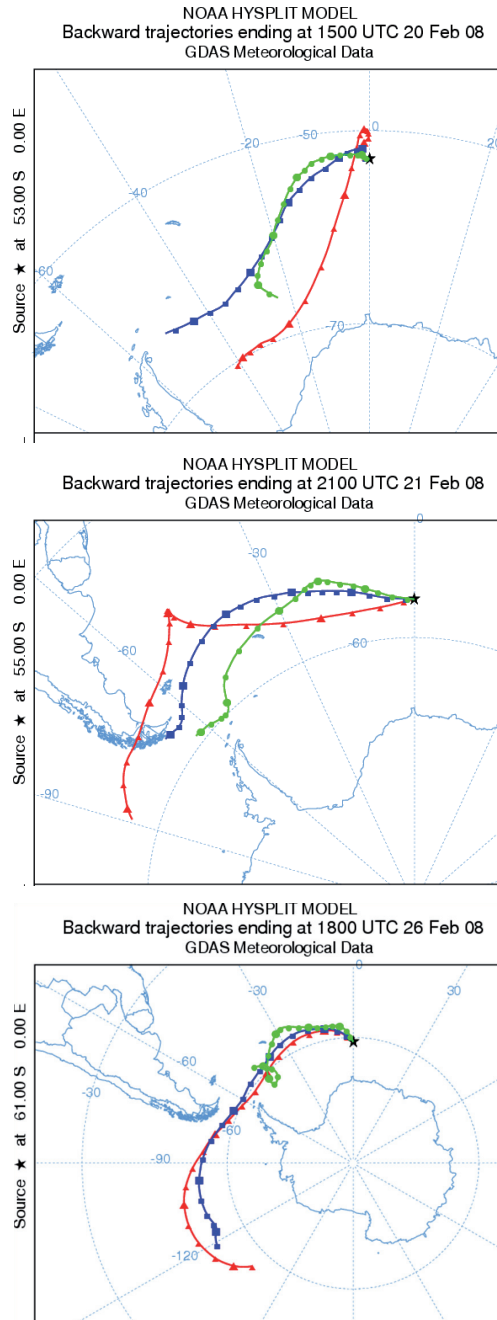 NOAA HYSPLIT MODEL
Backward trajectories ending at 1500 UTC 20 Feb 08
GDAS Meteorological Data
Source ★ at 53.00 S 0.00 E
0
-50
20
-20
-40
-60
-70
NOAA HYSPLIT MODEL
Backward trajectories ending at 2100 UTC 21 Feb 08
GDAS Meteorological Data
Source ★ at 55.00 S 0.00 E
0
-30
-60
-60
-90
NOAA HYSPLIT MODEL
Backward trajectories ending at 1800 UTC 26 Feb 08
GDAS Meteorological Data
Source ★ at 61.00 S 0.00 E
0
-30
30
-60
-30
-60
-90
-120